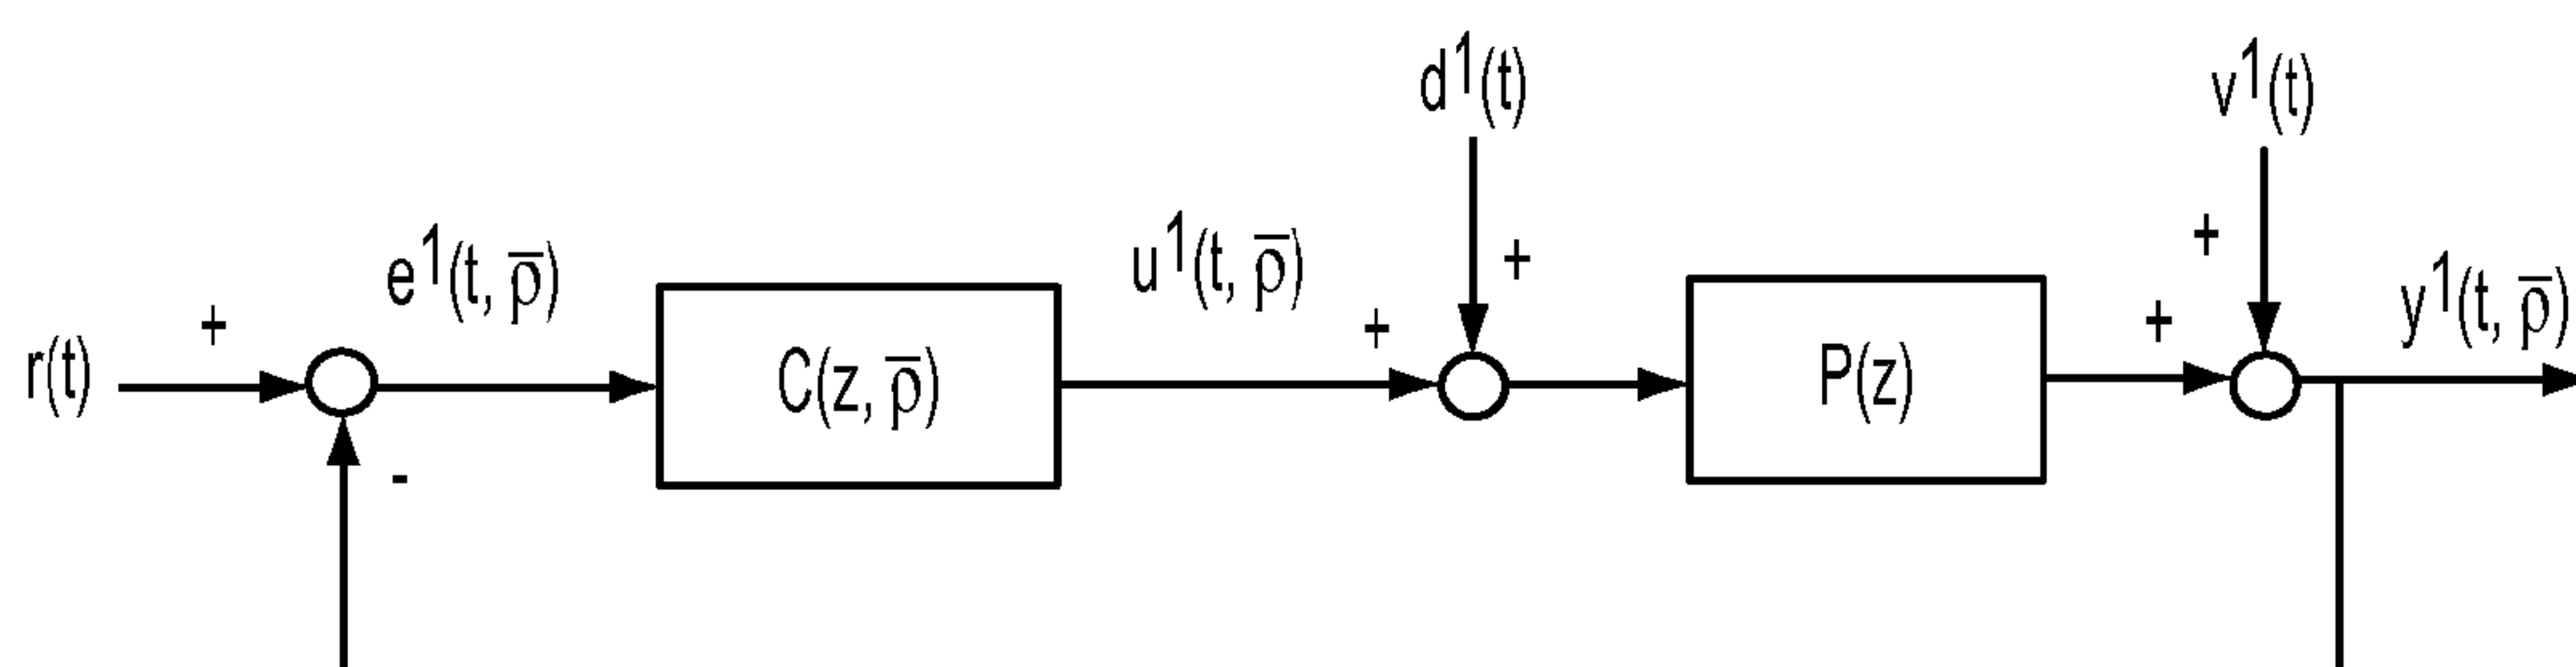 d¹(t)
v¹(t)
+
e¹(t, ρ̅)
u¹(t, ρ̅)
+
+
+
+
y¹(t, ρ̅)
r(t)
C(z, ρ̅)
P(z)
-